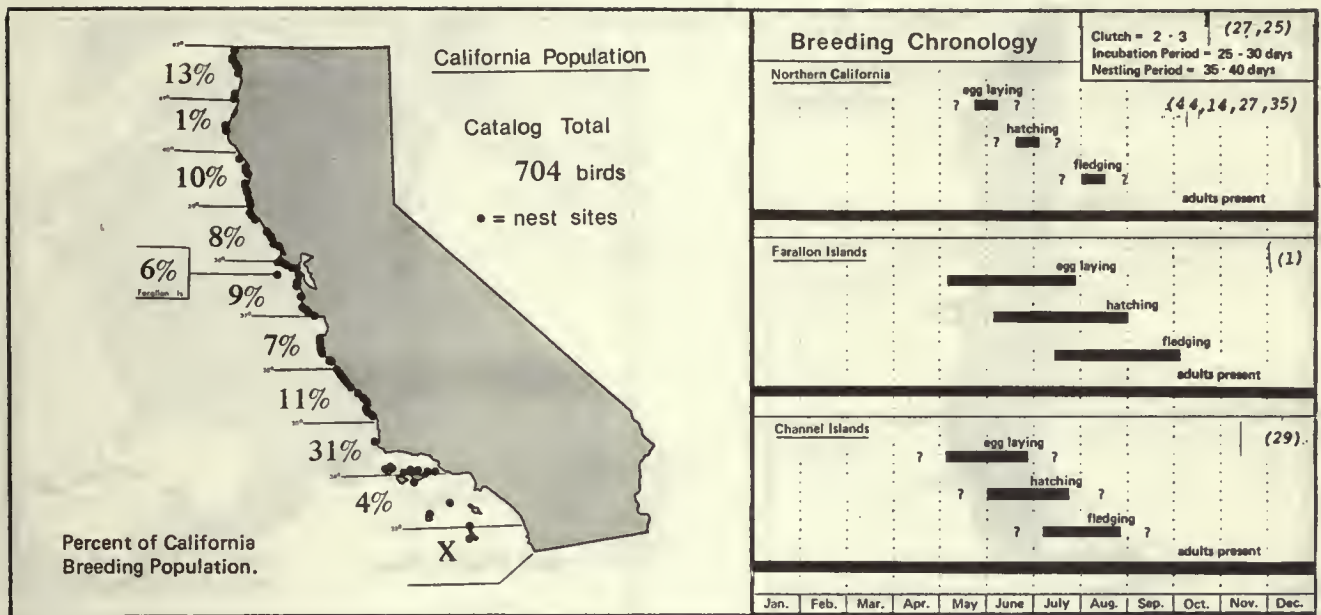 California Population
Catalog Total
704 birds
• = nest sites
13%
1%
10%
8%
6%
Farallon Is
9%
7%
11%
31%
4%
X
Percent of California
Breeding Population.
Breeding Chronology
Clutch = 2 - 3 (27,25)
Incubation Period = 25 - 30 days
Nestling Period = 35 - 40 days
Northern California
(44,14,27,35)
egg laying
? ?
hatching
? ?
fledging
? ?
adults present
Farallon Islands
(1)
egg laying
hatching
fledging
adults present
Channel Islands
(29)
egg laying
? ?
hatching
? ?
fledging
? ?
adults present
Jan. Feb. Mar. Apr. May June July Aug. Sep. Oct. Nov. Dec.